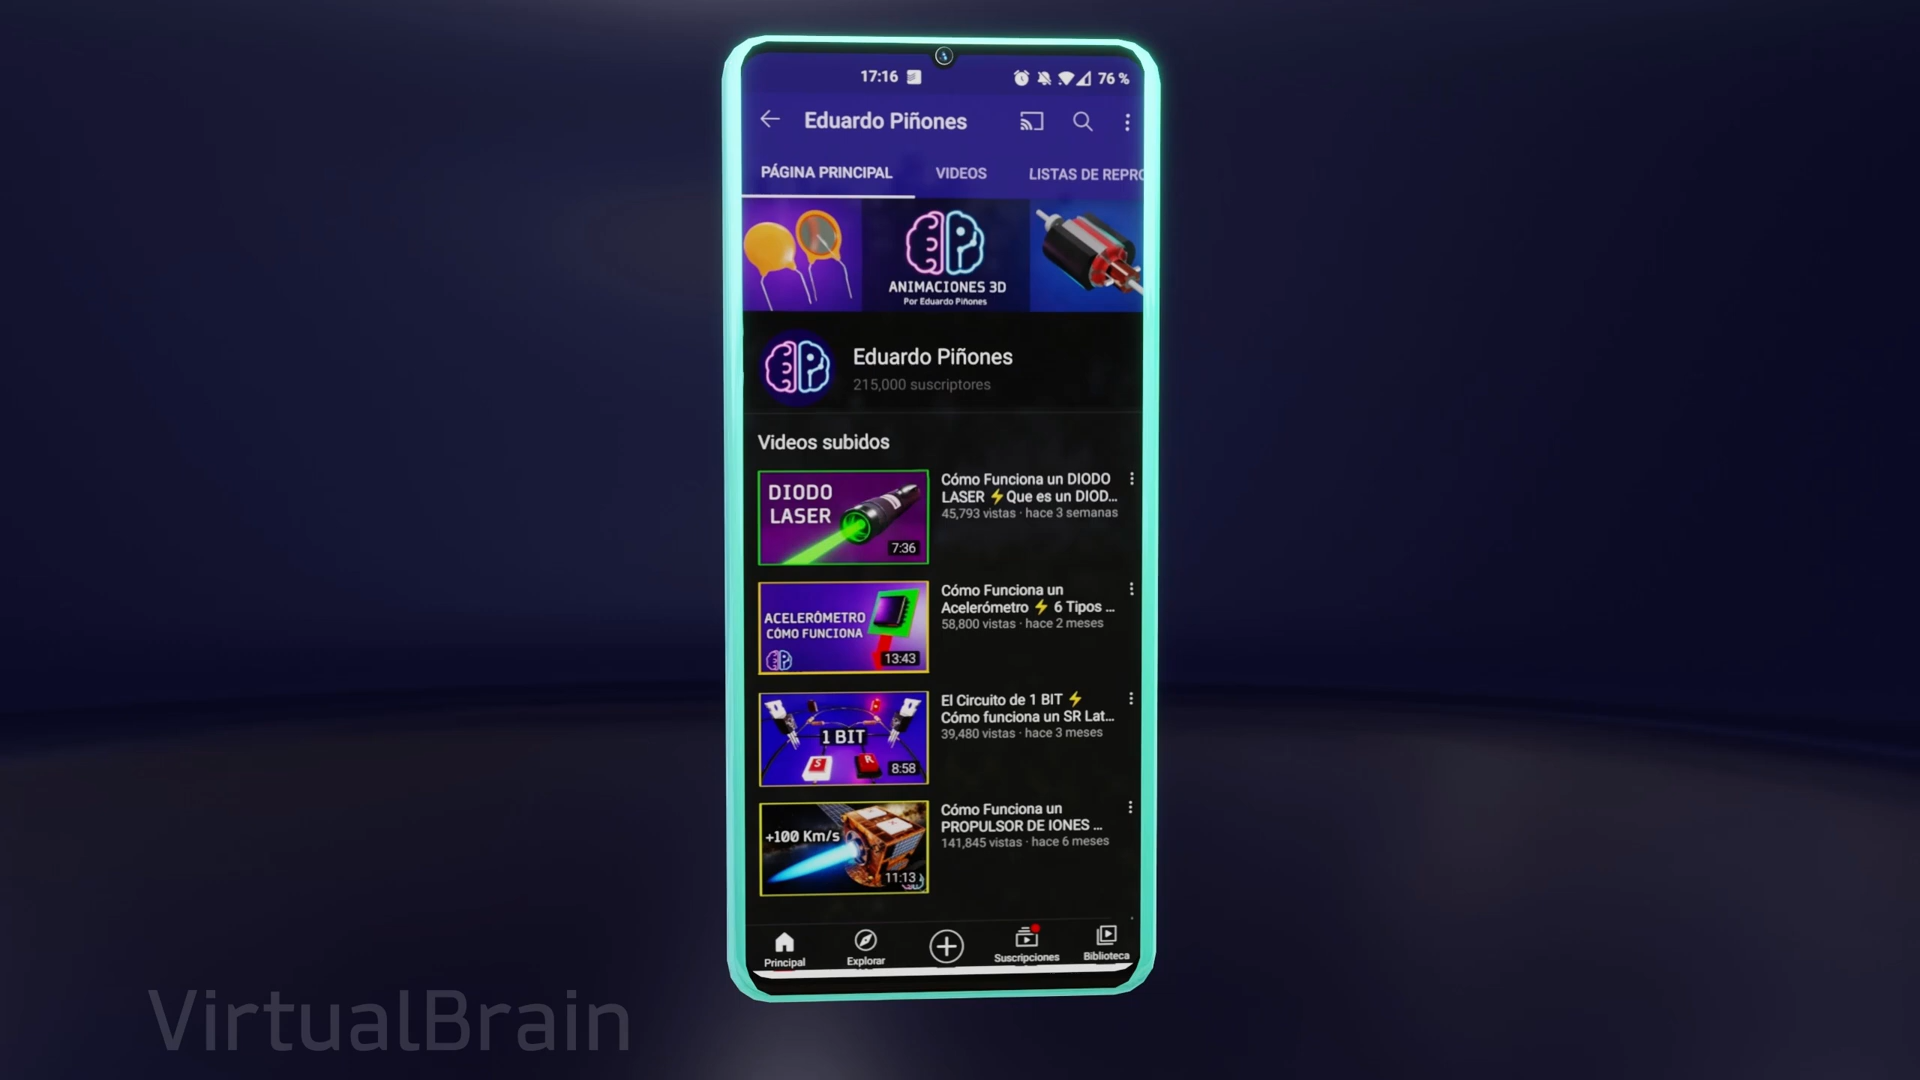 17:16
76 %
Eduardo Piñones
PÁGINA PRINCIPAL
VIDEOS
LISTAS DE REPRO
ANIMACIONES 3D
Por Eduardo Piñones
Eduardo Piñones
215,000 suscriptores
Videos subidos
DIODO
LASER
7:36
Cómo Funciona un DIODO
LASER ⚡Que es un DIOD...
45,793 vistas · hace 3 semanas
ACELERÓMETRO
CÓMO FUNCIONA
13:43
Cómo Funciona un
Acelerómetro ⚡ 6 Tipos ...
58,800 vistas · hace 2 meses
1 BIT
S
R
8:58
El Circuito de 1 BIT ⚡
Cómo funciona un SR Lat...
39,480 vistas · hace 3 meses
+100 Km/s
11:13
Cómo Funciona un
PROPULSOR DE IONES ...
141,845 vistas · hace 6 meses
Principal
Explorar
Suscripciones
Biblioteca
VirtualBrain